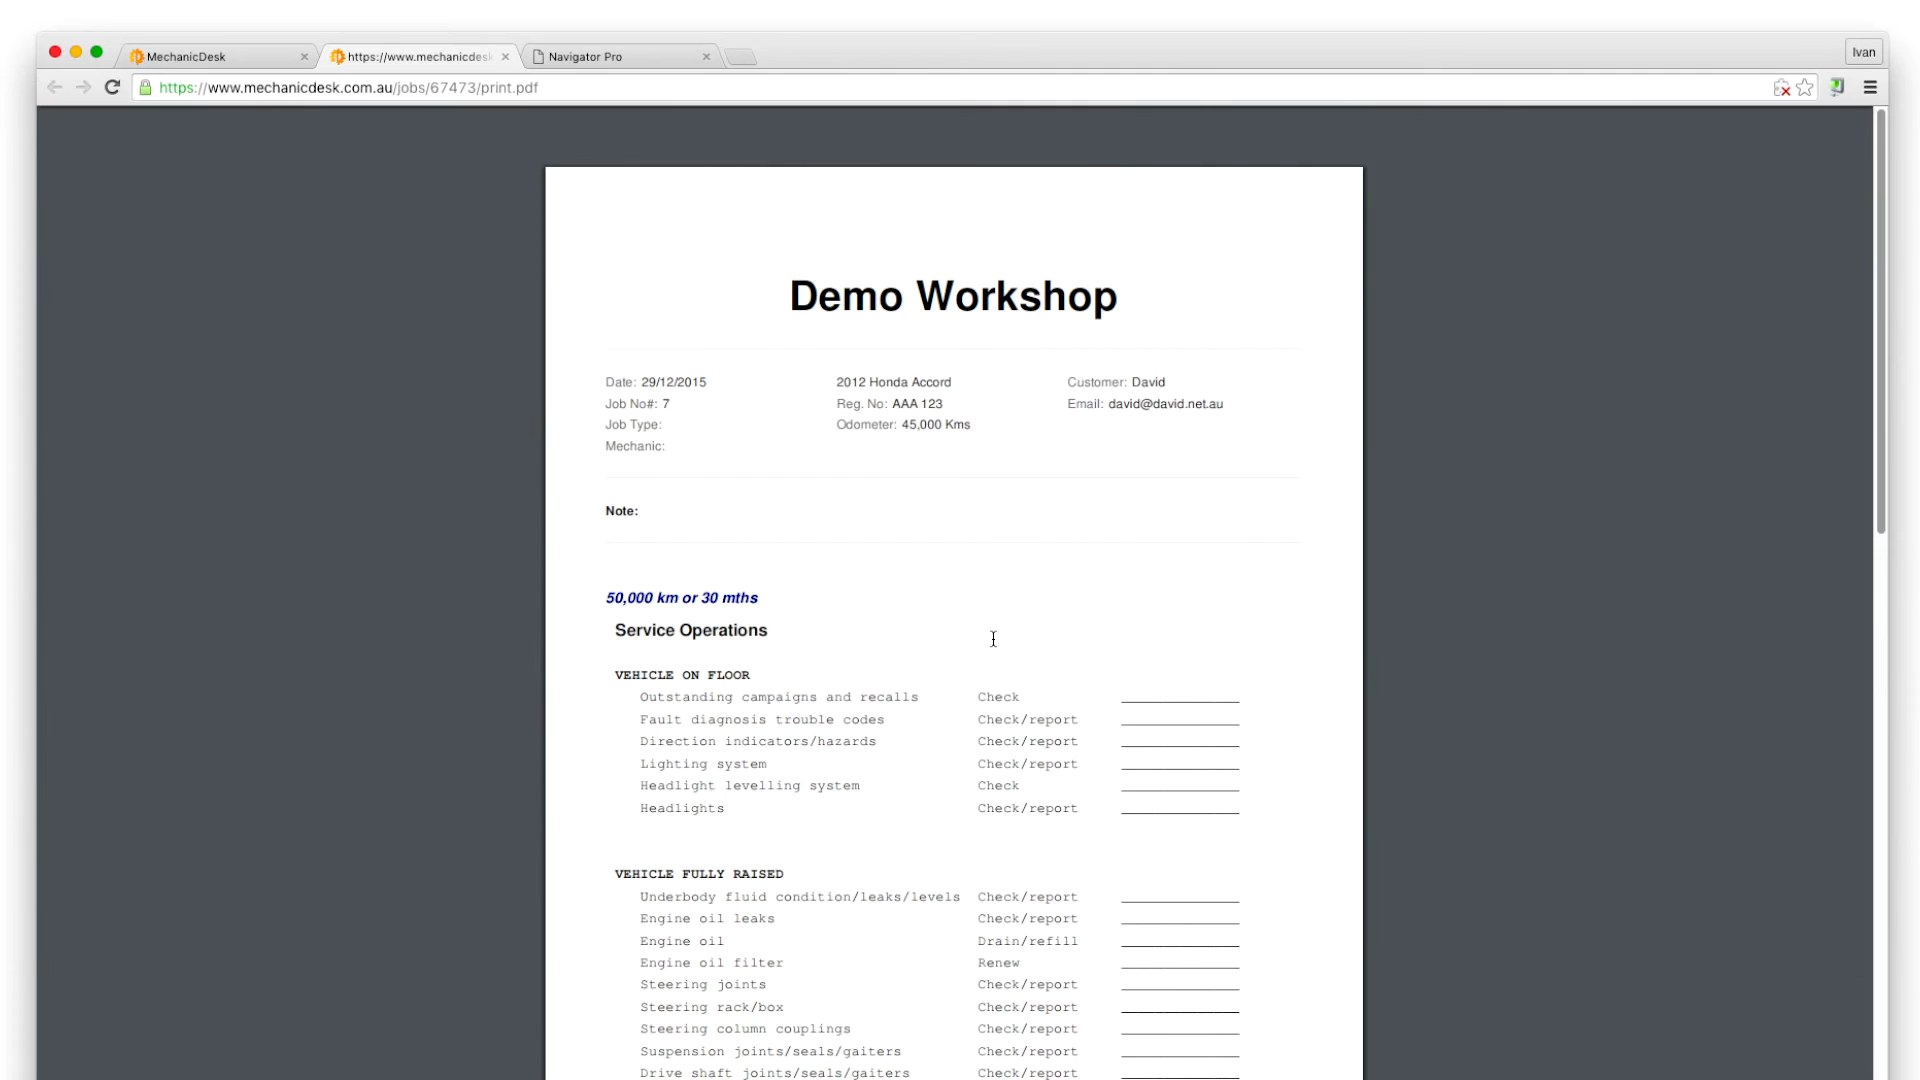 MechanicDesk
https://www.mechanicdesk
Navigator Pro
Ivan
https://www.mechanicdesk.com.au/jobs/67473/print.pdf
Demo Workshop
Date: 29/12/2015
2012 Honda Accord
Customer: David
Job No#: 7
Reg. No: AAA 123
Email: david@david.net.au
Job Type:
Odometer: 45,000 Kms
Mechanic:
Note:
50,000 km or 30 mths
Service Operations
VEHICLE ON FLOOR
Outstanding campaigns and recalls Check
Fault diagnosis trouble codes Check/report
Direction indicators/hazards Check/report
Lighting system Check/report
Headlight levelling system Check
Headlights Check/report
VEHICLE FULLY RAISED
Underbody fluid condition/leaks/levels Check/report
Engine oil leaks Check/report
Engine oil Drain/refill
Engine oil filter Renew
Steering joints Check/report
Steering rack/box Check/report
Steering column couplings Check/report
Suspension joints/seals/gaiters Check/report
Drive shaft joints/seals/gaiters Check/report